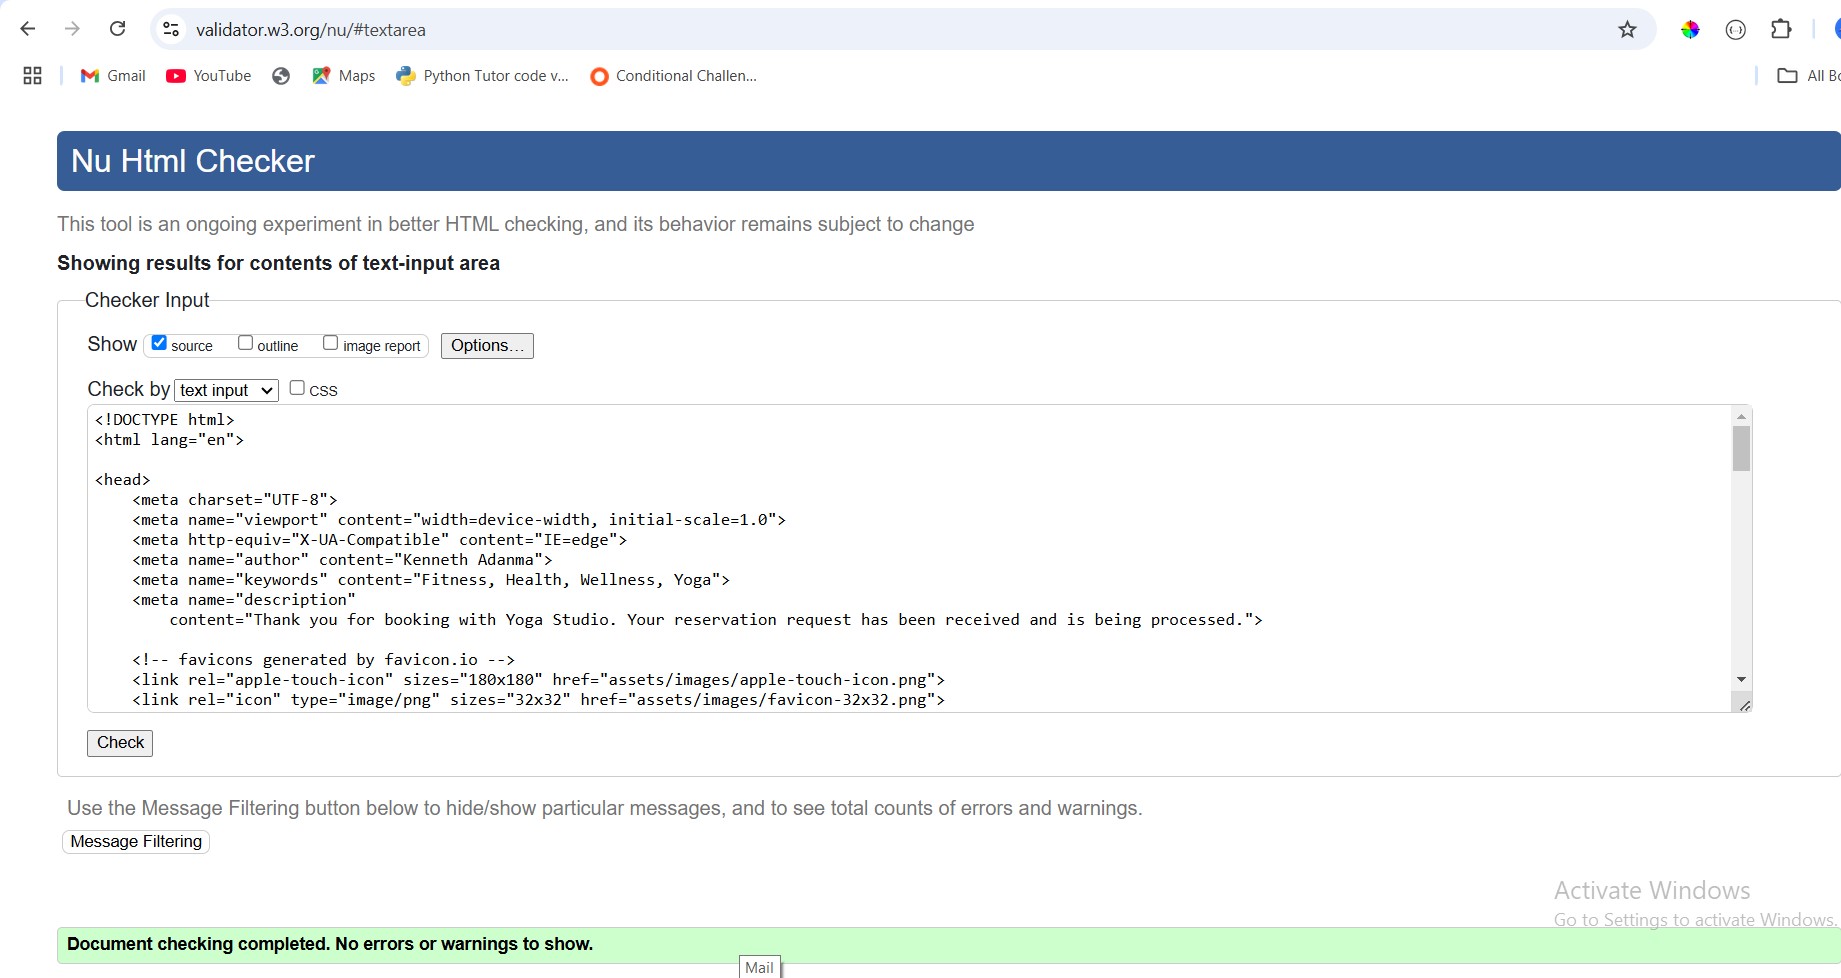 validator.w3.org/nu/#textarea
Gmail YouTube Maps Python Tutor code v... Conditional Challen... All Bo
Nu Html Checker
This tool is an ongoing experiment in better HTML checking, and its behavior remains subject to change
Showing results for contents of text-input area
Checker Input
Show source outline image report Options...
Check by text input CSS
<!DOCTYPE html>
<html lang="en">
<head>
<meta charset="UTF-8">
<meta name="viewport" content="width=device-width, initial-scale=1.0">
<meta http-equiv="X-UA-Compatible" content="IE=edge">
<meta name="author" content="Kenneth Adanma">
<meta name="keywords" content="Fitness, Health, Wellness, Yoga">
<meta name="description"
content="Thank you for booking with Yoga Studio. Your reservation request has been received and is being processed.">
<!-- favicons generated by favicon.io -->
<link rel="apple-touch-icon" sizes="180x180" href="assets/images/apple-touch-icon.png">
<link rel="icon" type="image/png" sizes="32x32" href="assets/images/favicon-32x32.png">
Check
Use the Message Filtering button below to hide/show particular messages, and to see total counts of errors and warnings.
Message Filtering
Activate Windows
Go to Settings to activate Windows.
Document checking completed. No errors or warnings to show.
Mail